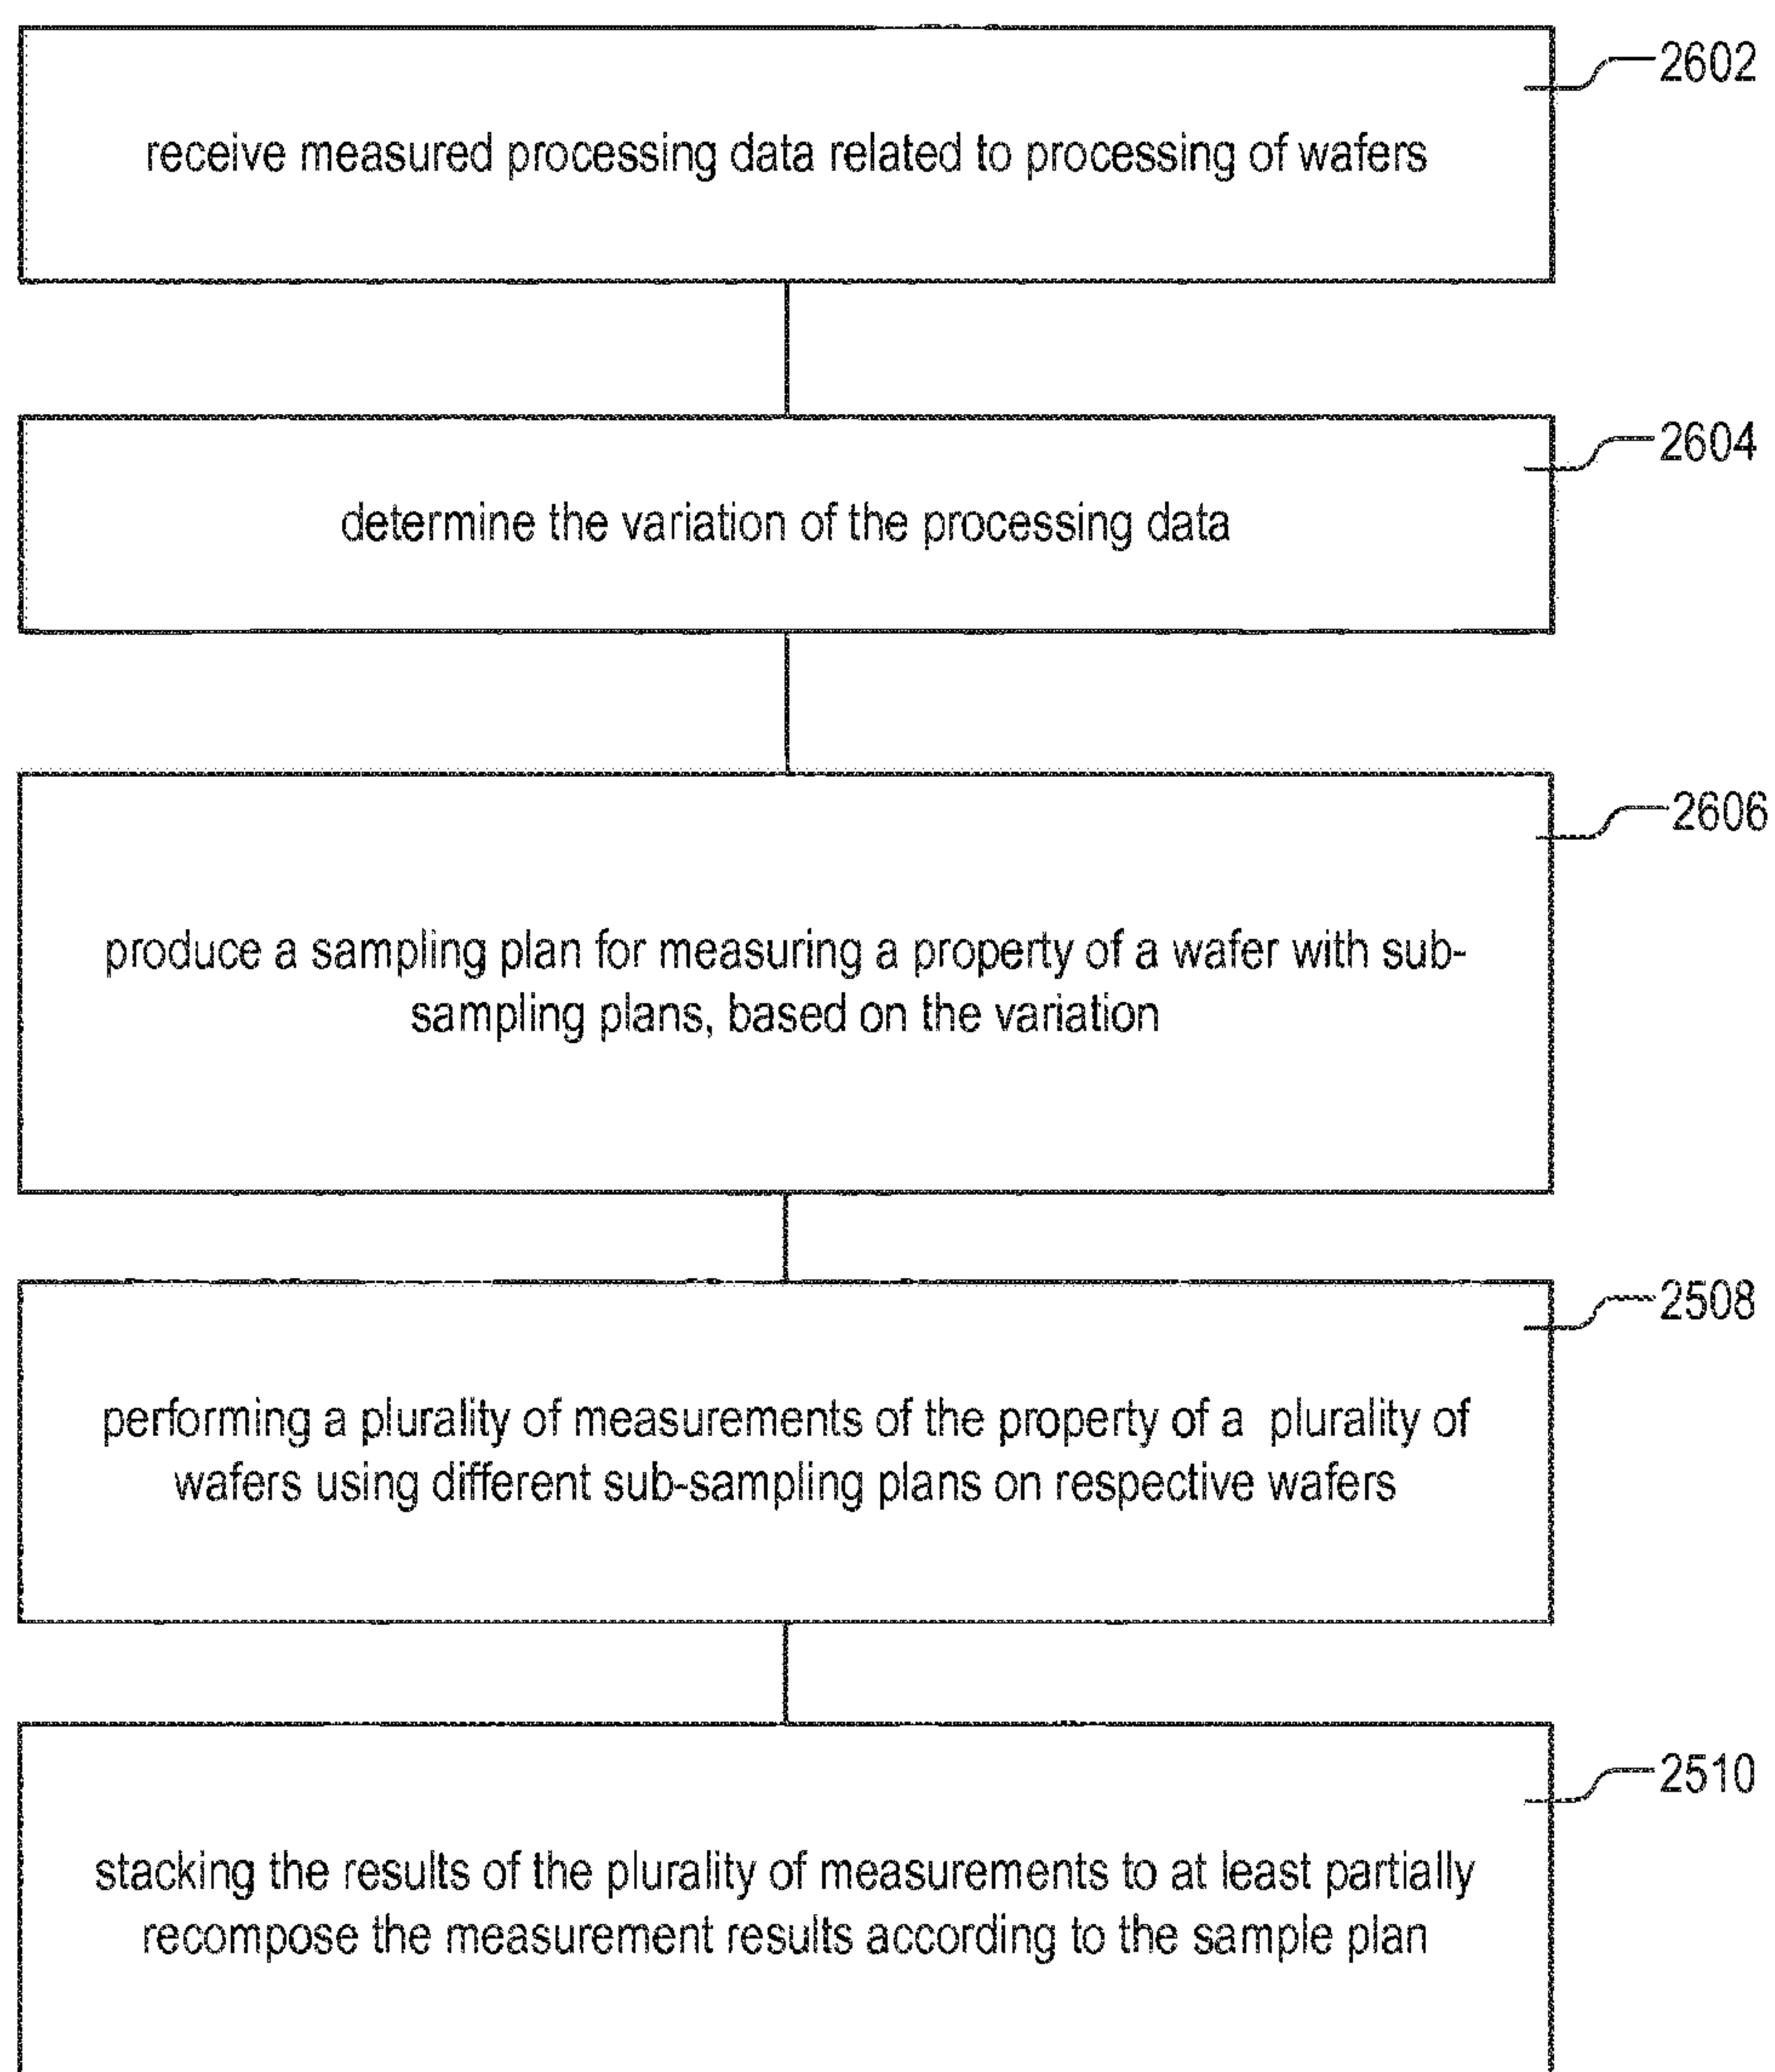 2602
receive measured processing data related to processing of wafers
2604
determine the variation of the processing data
2606
produce a sampling plan for measuring a property of a wafer with sub-
sampling plans, based on the variation
2508
performing a plurality of measurements of the property of a plurality of
wafers using different sub-sampling plans on respective wafers
2510
stacking the results of the plurality of measurements to at least partially
recompose the measurement results according to the sample plan